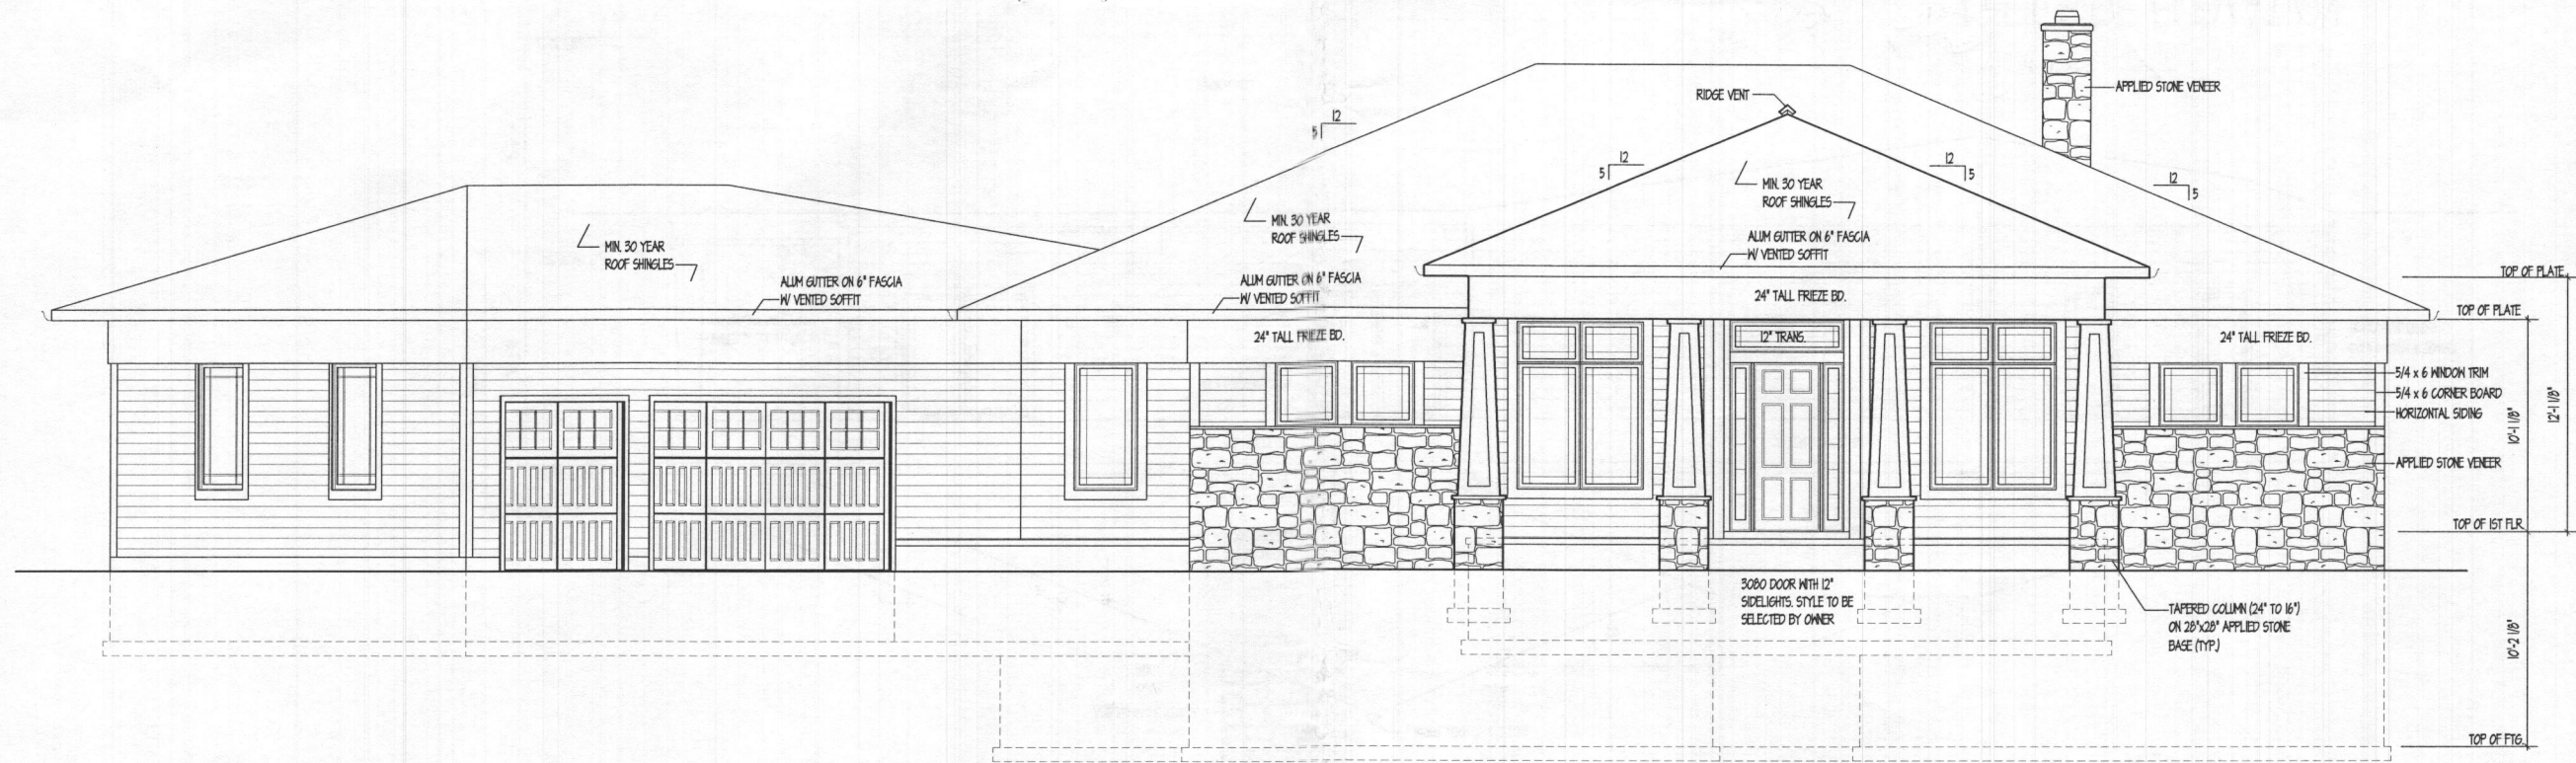 RIDGE VENT
APPLIED STONE VENEER
12
5
12
5
12
5
12
5
MIN. 30 YEAR
ROOF SHINGLES
MIN. 30 YEAR
ROOF SHINGLES
MIN. 30 YEAR
ROOF SHINGLES
ALUM GUTTER ON 6" FASCIA
W/ VENTED SOFFIT
ALUM GUTTER ON 6" FASCIA
W/ VENTED SOFFIT
ALUM GUTTER ON 6" FASCIA
W/ VENTED SOFFIT
TOP OF PLATE
TOP OF PLATE
24" TALL FRIEZE BD.
24" TALL FRIEZE BD.
12" TRANS.
24" TALL FRIEZE BD.
5/4 x 6 WINDOW TRIM
5/4 x 6 CORNER BOARD
HORIZONTAL SIDING
10'-1 1/8"
12'-1 1/8"
APPLIED STONE VENEER
TOP OF 1ST FLR.
3080 DOOR WITH 12"
SIDELIGHTS. STYLE TO BE
SELECTED BY OWNER
TAPERED COLUMN (24" TO 16")
ON 28"x28" APPLIED STONE
BASE (TYP.)
10'-2 1/8"
TOP OF FTG.